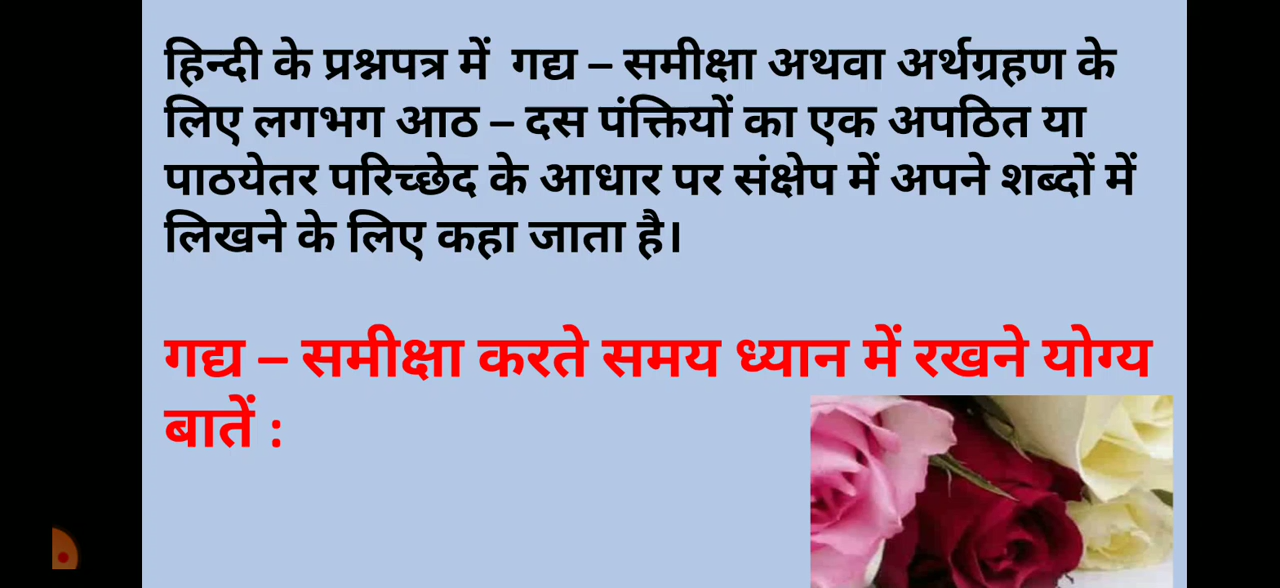 हिन्दी के प्रश्नपत्र में गद्य – समीक्षा अथवा अर्थग्रहण के
लिए लगभग आठ – दस पंक्तियों का एक अपठित या
पाठयेतर परिच्छेद के आधार पर संक्षेप में अपने शब्दों में
लिखने के लिए कहा जाता है।
गद्य – समीक्षा करते समय ध्यान में रखने योग्य
बातें :